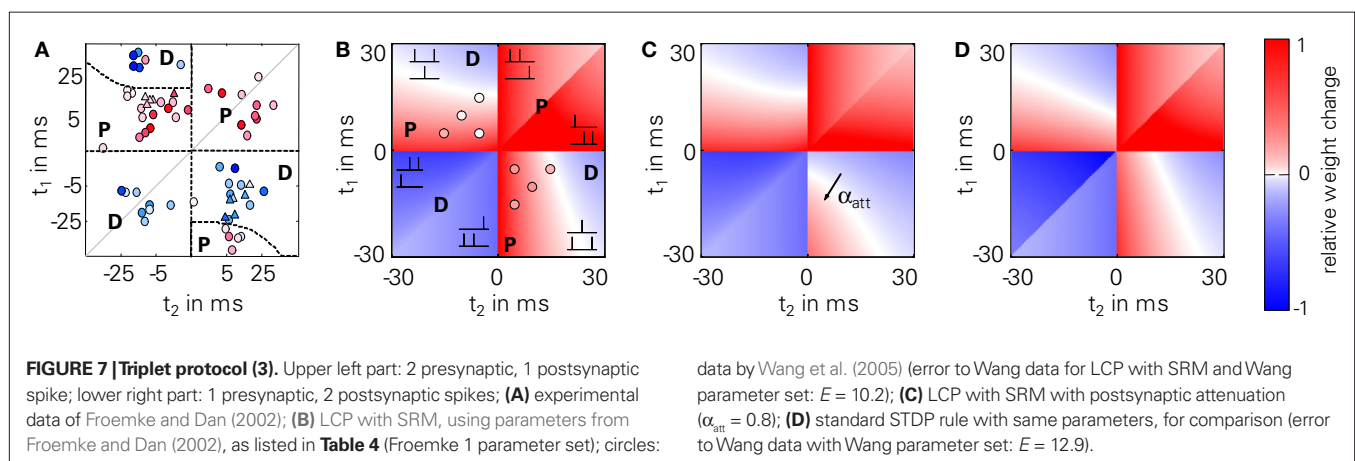 A
D
P
P
D
D
P
25
5
-5
-25
t1 in ms
-25 -5 5 25
t2 in ms
B
D
P
P
D
D
P
30
0
-30
t1 in ms
-30 0 30
t2 in ms
C
αatt
30
0
-30
-30 0 30
t2 in ms
D
30
0
-30
-30 0 30
t2 in ms
1
0
-1
relative weight change
FIGURE 7 | Triplet protocol (3). Upper left part: 2 presynaptic, 1 postsynaptic
spike; lower right part: 1 presynaptic, 2 postsynaptic spikes; (A) experimental
data of Froemke and Dan (2002); (B) LCP with SRM, using parameters from
Froemke and Dan (2002), as listed in Table 4 (Froemke 1 parameter set); circles:
data by Wang et al. (2005) (error to Wang data for LCP with SRM and Wang
parameter set: E = 10.2); (C) LCP with SRM with postsynaptic attenuation
(αatt = 0.8); (D) standard STDP rule with same parameters, for comparison (error
to Wang data with Wang parameter set: E = 12.9).